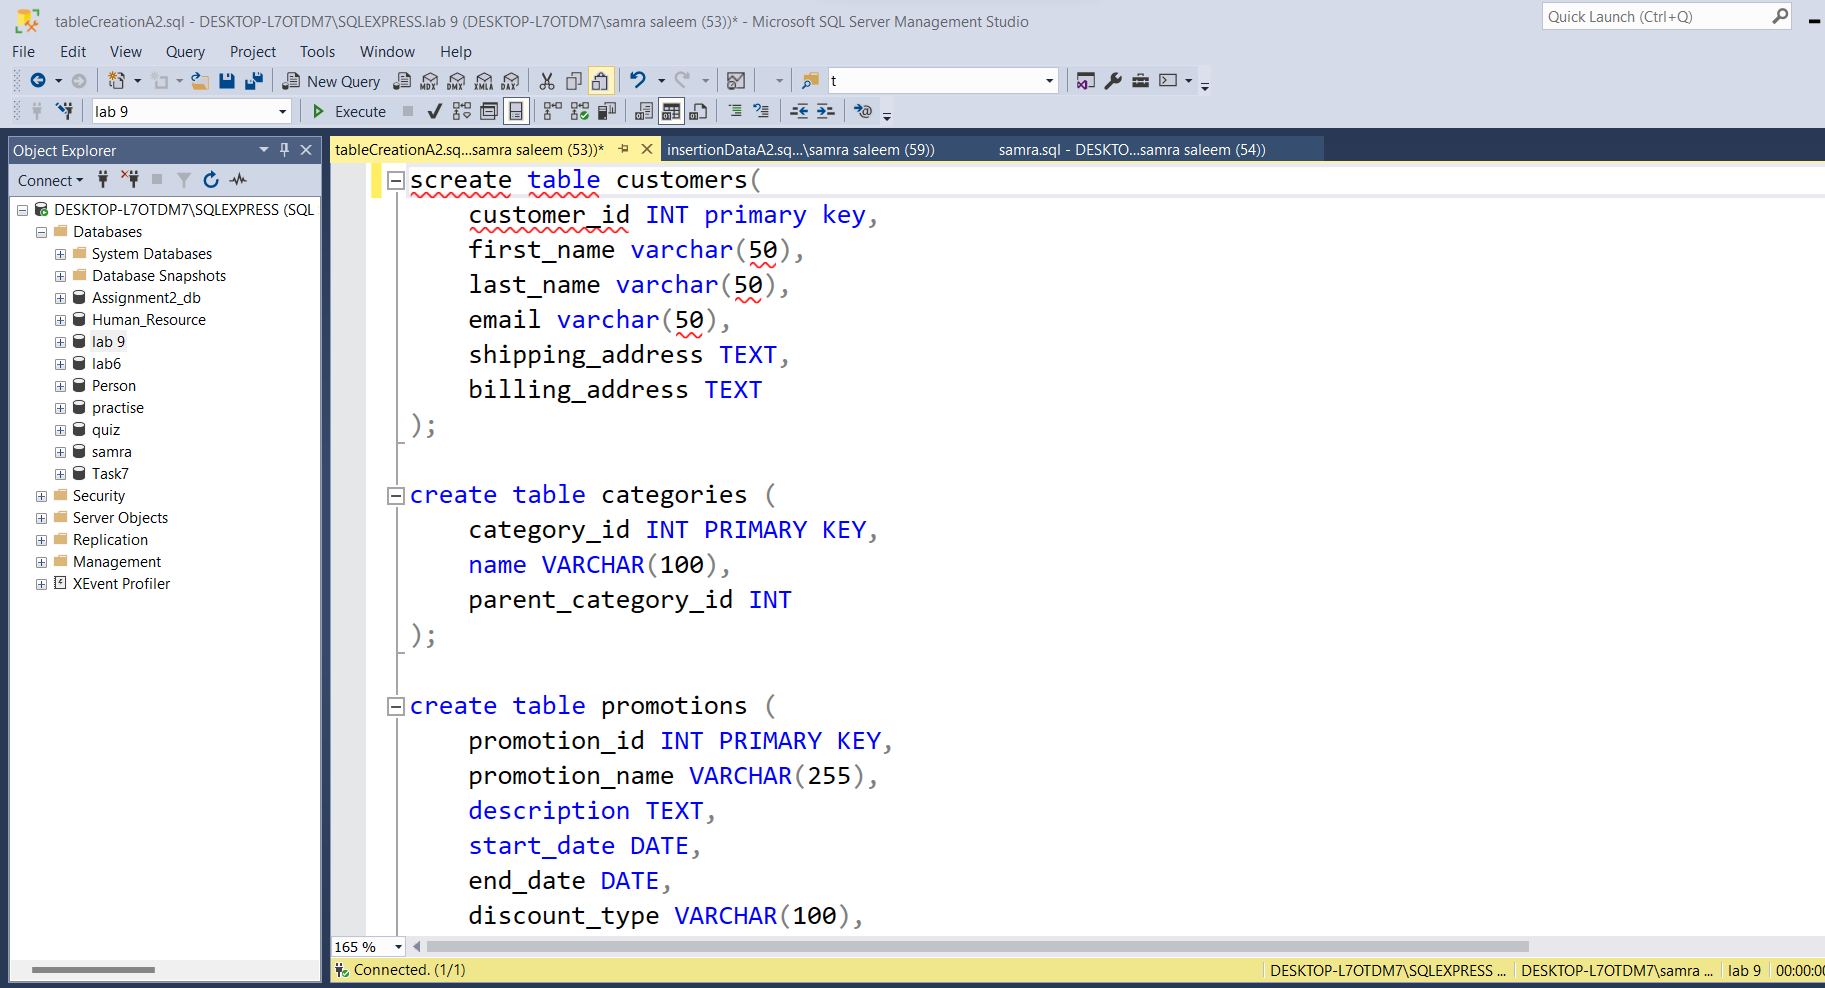 tableCreationA2.sql - DESKTOP-L7OTDM7\SQLEXPRESS.lab 9 (DESKTOP-L7OTDM7\samra saleem (53))* - Microsoft SQL Server Management Studio
Quick Launch (Ctrl+Q)
File Edit View Query Project Tools Window Help
New Query MDX DMX XMLA DAX t
lab 9 Execute
Object Explorer
tableCreationA2.sq...samra saleem (53))* insertionDataA2.sq...\samra saleem (59)) samra.sql - DESKTO...samra saleem (54))
Connect
DESKTOP-L7OTDM7\SQLEXPRESS (SQL
Databases
System Databases
Database Snapshots
Assignment2_db
Human_Resource
lab 9
lab6
Person
practise
quiz
samra
Task7
Security
Server Objects
Replication
Management
XEvent Profiler
screate table customers(
customer_id INT primary key,
first_name varchar(50),
last_name varchar(50),
email varchar(50),
shipping_address TEXT,
billing_address TEXT
);
create table categories (
category_id INT PRIMARY KEY,
name VARCHAR(100),
parent_category_id INT
);
create table promotions (
promotion_id INT PRIMARY KEY,
promotion_name VARCHAR(255),
description TEXT,
start_date DATE,
end_date DATE,
discount_type VARCHAR(100),
165 %
Connected. (1/1) DESKTOP-L7OTDM7\SQLEXPRESS ... DESKTOP-L7OTDM7\samra ... lab 9 00:00:00